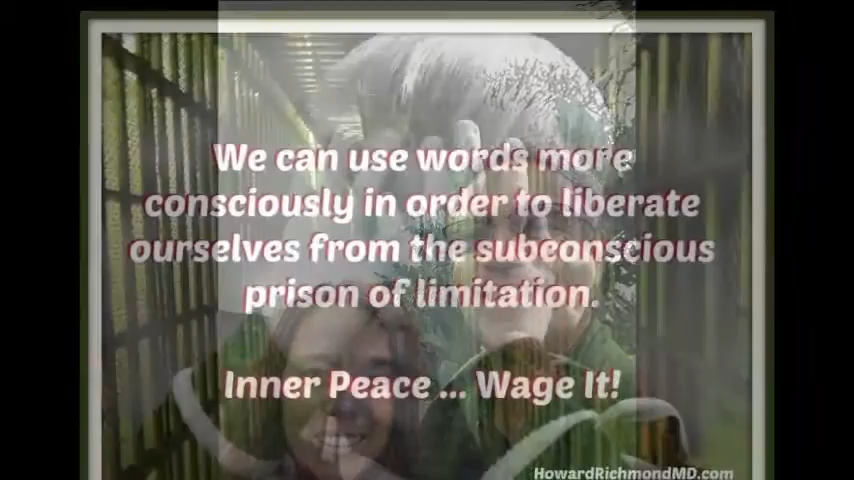 We can use words more
consciously in order to liberate
ourselves from the subconscious
prison of limitation.
Inner Peace ... Wage It!
HowardRichmondMD.com